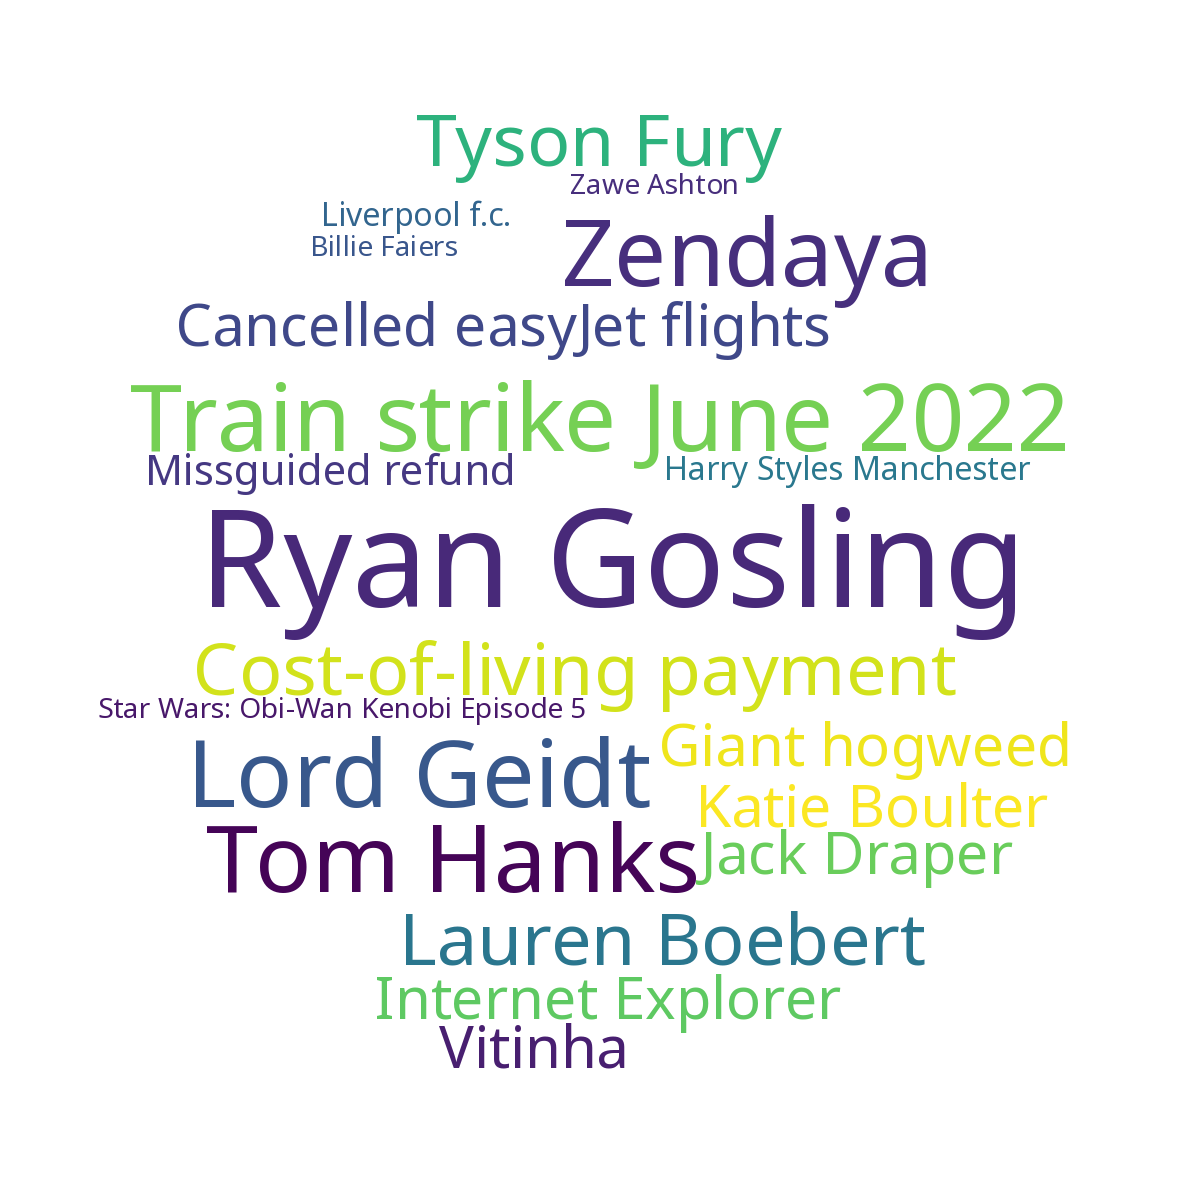 Tyson Fury
Zawe Ashton
Liverpool f.c.
Billie Faiers
Zendaya
Cancelled easyJet flights
Train strike June 2022
Missguided refund
Harry Styles Manchester
Ryan Gosling
Cost-of-living payment
Star Wars: Obi-Wan Kenobi Episode 5
Giant hogweed
Lord Geidt
Katie Boulter
Tom Hanks
Jack Draper
Lauren Boebert
Internet Explorer
Vitinha